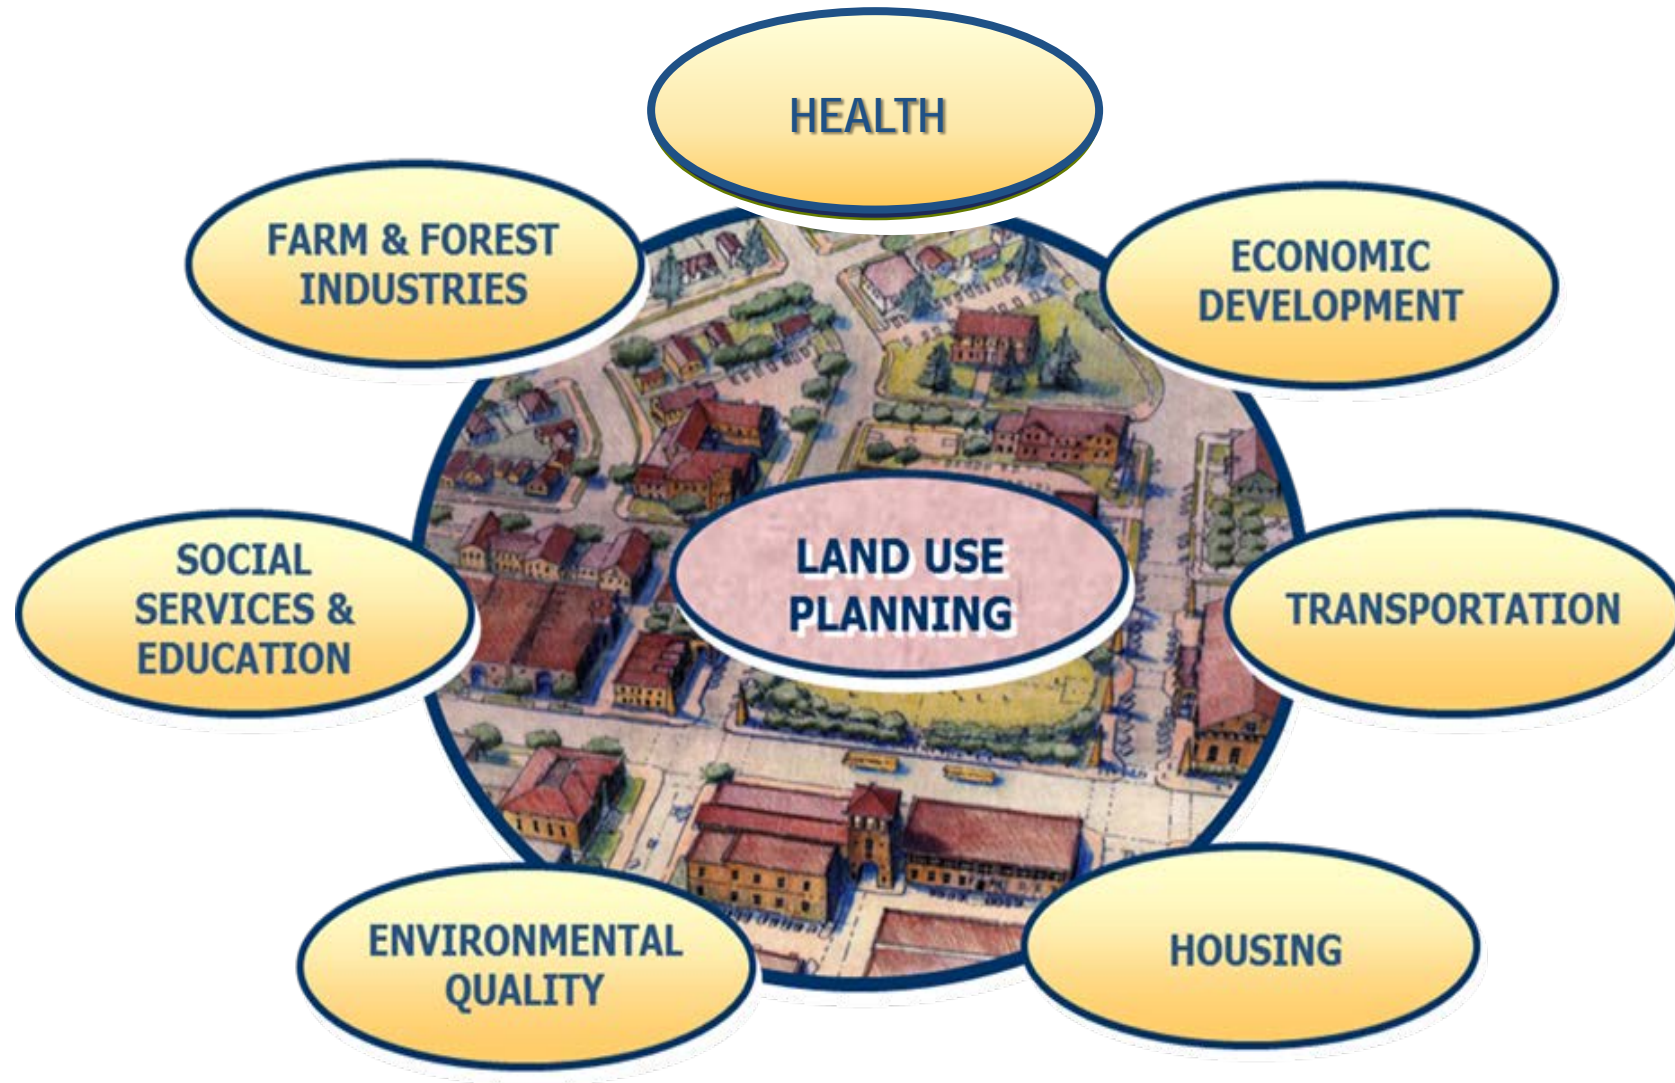 HEALTH
FARM & FOREST
INDUSTRIES
ECONOMIC
DEVELOPMENT
SOCIAL
SERVICES &
EDUCATION
LAND USE
PLANNING
TRANSPORTATION
ENVIRONMENTAL
QUALITY
HOUSING